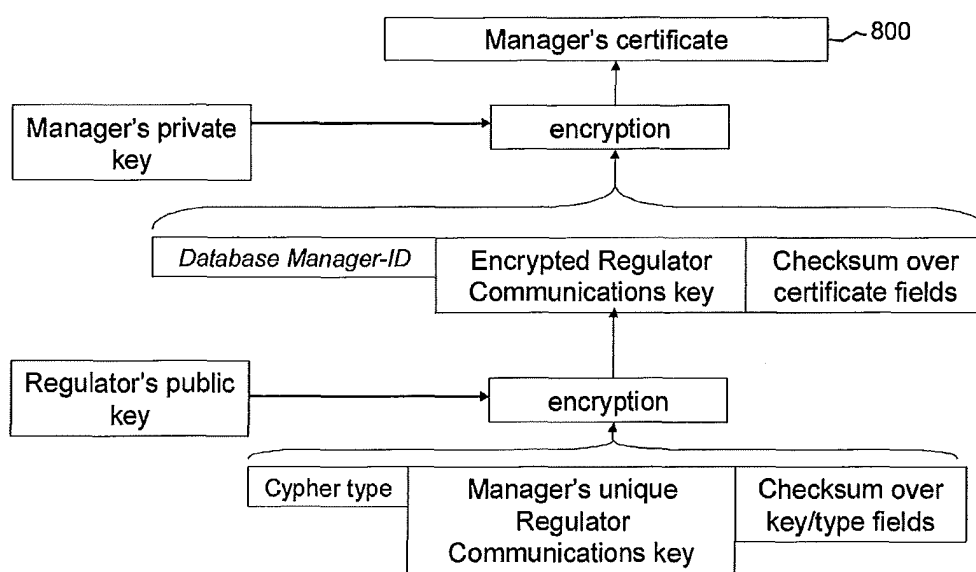 Manager's certificate
800
Manager's private
key
encryption
Database Manager-ID
Encrypted Regulator
Communications key
Checksum over
certificate fields
Regulator's public
key
encryption
Cypher type
Manager's unique
Regulator
Communications key
Checksum over
key/type fields